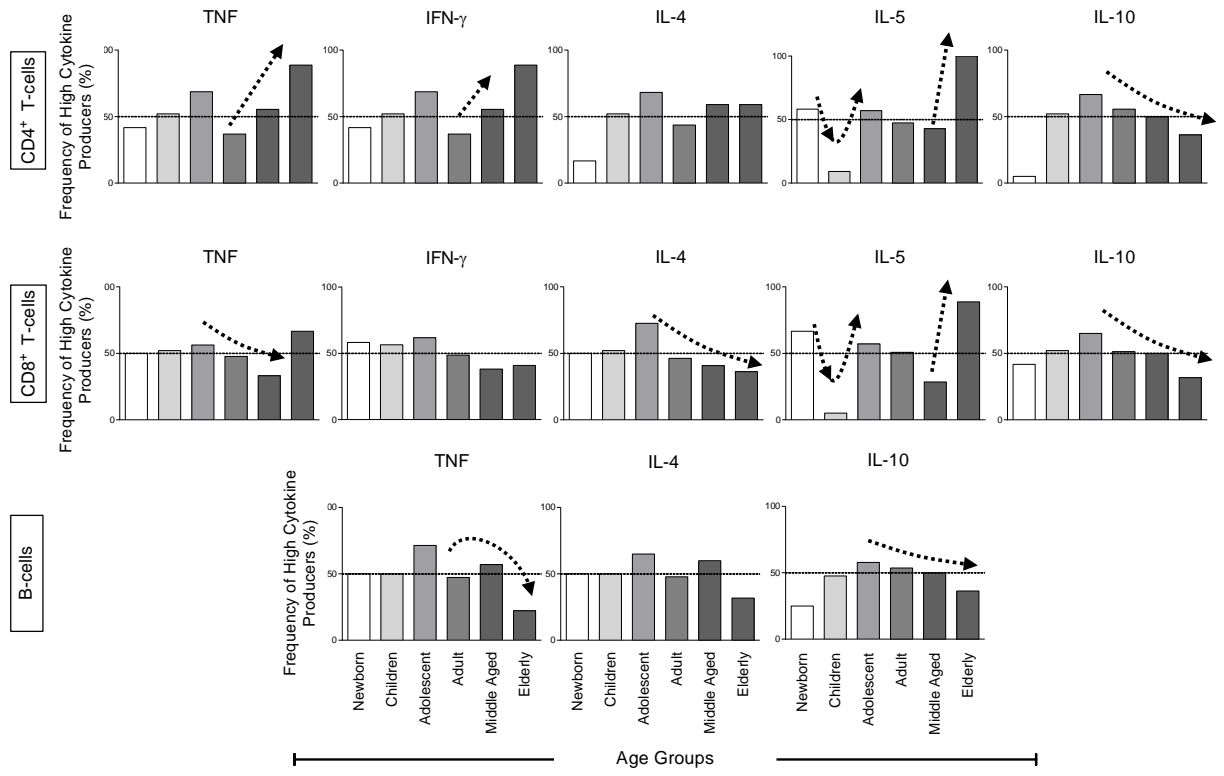 TNF
IFN-γ
IL-4
IL-5
IL-10
CD4⁺ T-cells
Frequency of High Cytokine
Producers (%)
00
50
0
100
50
0
100
50
0
100
50
0
100
50
0
TNF
IFN-γ
IL-4
IL-5
IL-10
CD8⁺ T-cells
Frequency of High Cytokine
Producers (%)
00
50
0
100
50
0
100
50
0
100
50
0
100
50
0
TNF
IL-4
IL-10
B-cells
Frequency of High Cytokine
Producers (%)
100
50
0
100
50
0
100
50
0
Newborn
Children
Adolescent
Adult
Middle Aged
Elderly
Newborn
Children
Adolescent
Adult
Middle Aged
Elderly
Newborn
Children
Adolescent
Adult
Middle Aged
Elderly
Age Groups